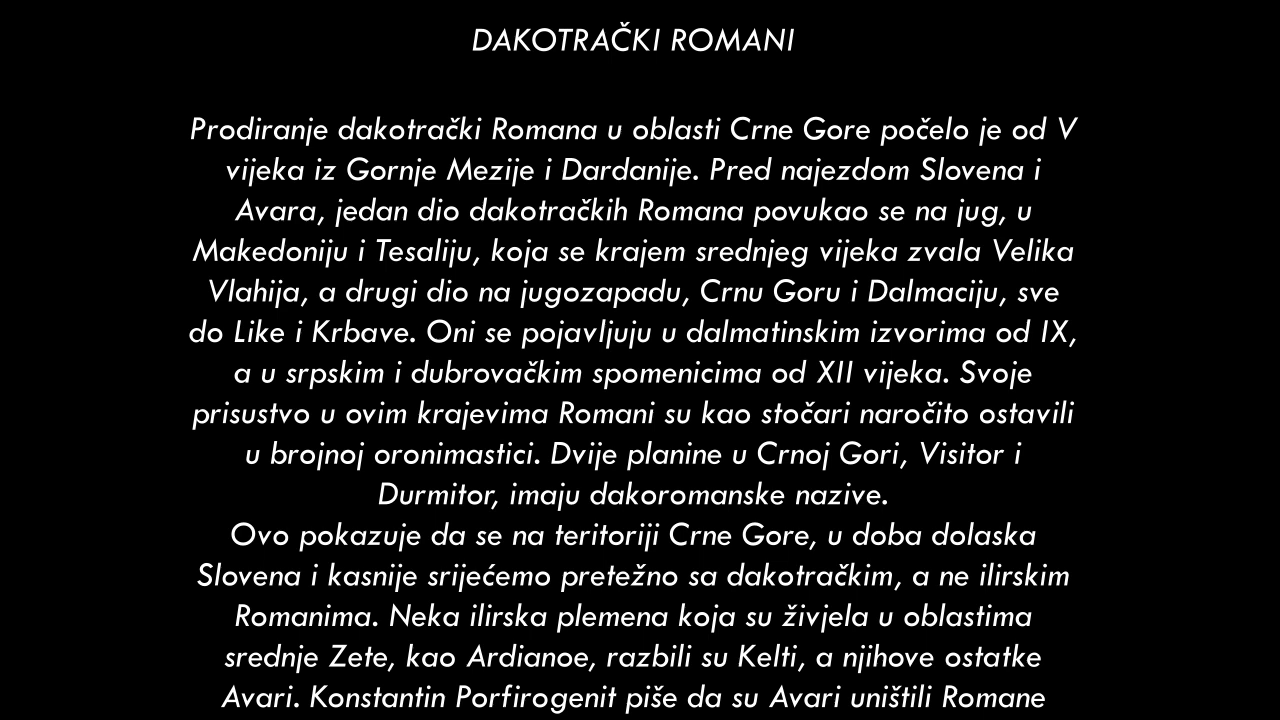 DAKOTRAČKI ROMANI
Prodiranje dakotrački Romana u oblasti Crne Gore počelo je od V
vijeka iz Gornje Mezije i Dardanije. Pred najezdom Slovena i
Avara, jedan dio dakotračkih Romana povukao se na jug, u
Makedoniju i Tesaliju, koja se krajem srednjeg vijeka zvala Velika
Vlahija, a drugi dio na jugozapadu, Crnu Goru i Dalmaciju, sve
do Like i Krbave. Oni se pojavljuju u dalmatinskim izvorima od IX,
a u srpskim i dubrovačkim spomenicima od XII vijeka. Svoje
prisustvo u ovim krajevima Romani su kao stočari naročito ostavili
u brojnoj oronimastici. Dvije planine u Crnoj Gori, Visitor i
Durmitor, imaju dakoromanske nazive.
Ovo pokazuje da se na teritoriji Crne Gore, u doba dolaska
Slovena i kasnije srijećemo pretežno sa dakotračkim, a ne ilirskim
Romanima. Neka ilirska plemena koja su živjela u oblastima
srednje Zete, kao Ardianoe, razbili su Kelti, a njihove ostatke
Avari. Konstantin Porfirogenit piše da su Avari uništili Romane